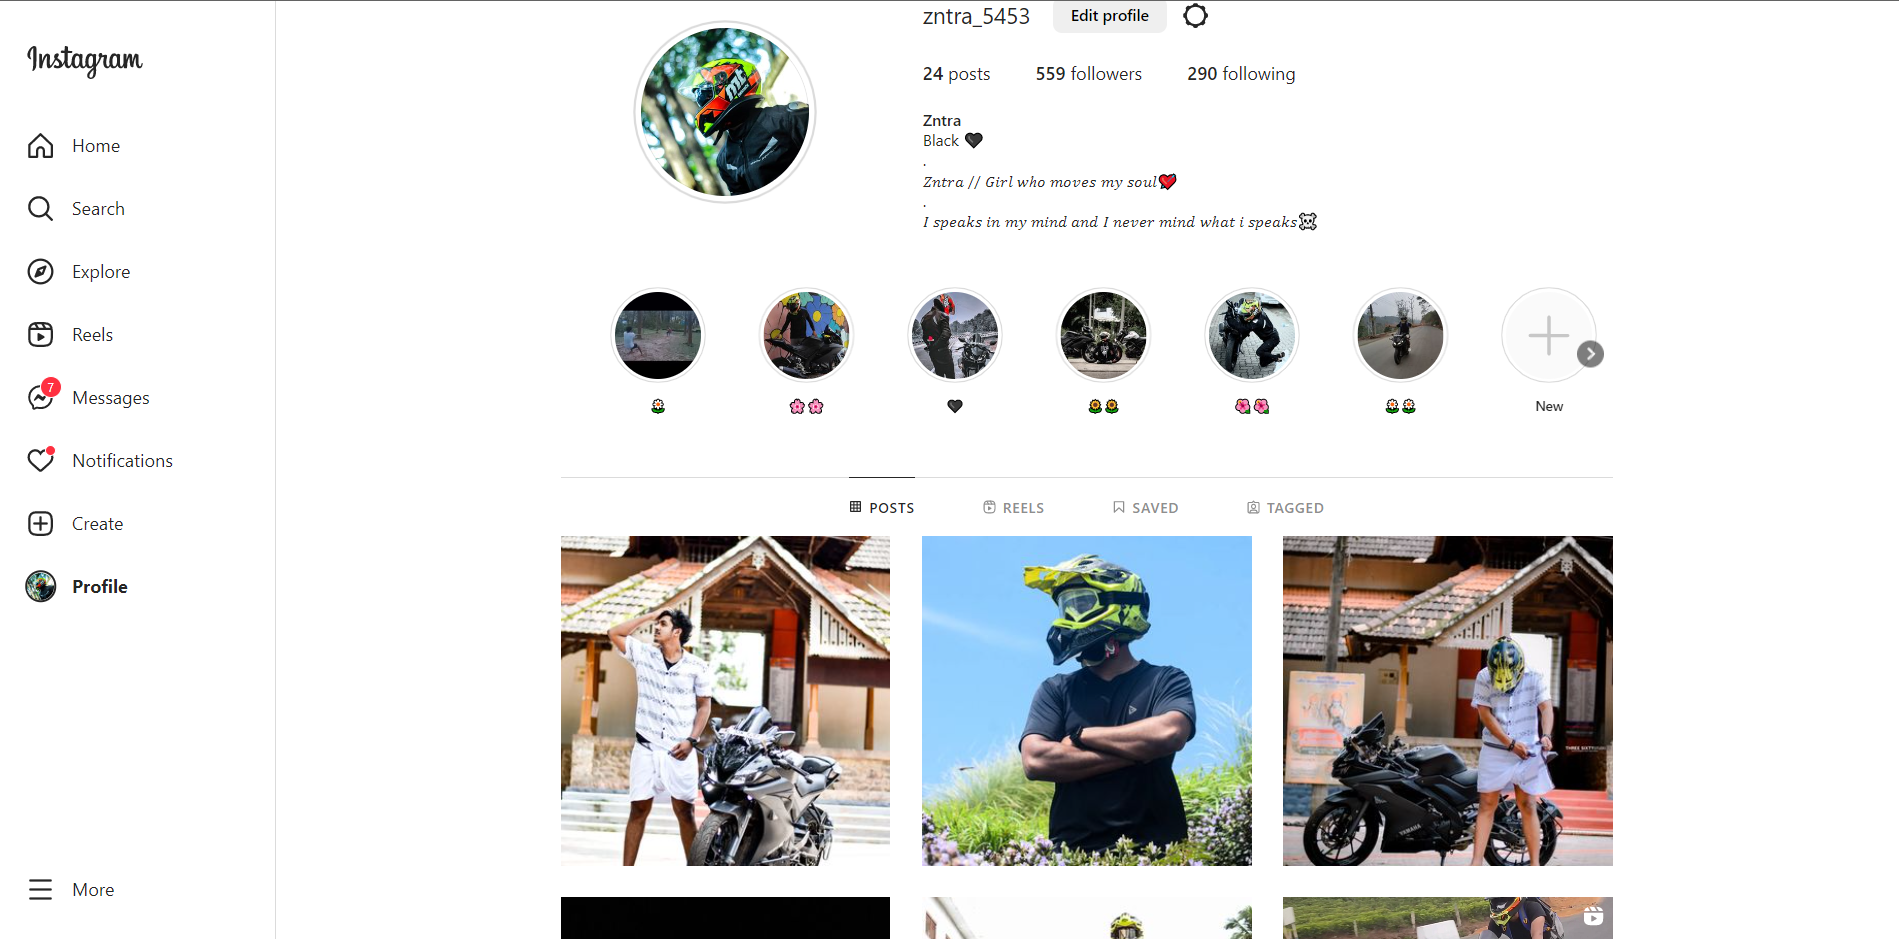 Instagram
Home
Search
Explore
Reels
7
Messages
Notifications
Create
Profile
More
zntra_5453 Edit profile
24 posts 559 followers 290 following
Zntra
Black 🖤
.
Zntra // Girl who moves my soul💘
.
I speaks in my mind and I never mind what i speaks☠️
🌼 🌸🌸 🖤 🌻🌻 🌺🌺 🌼🌼 New
POSTS REELS SAVED TAGGED
YAMAHA